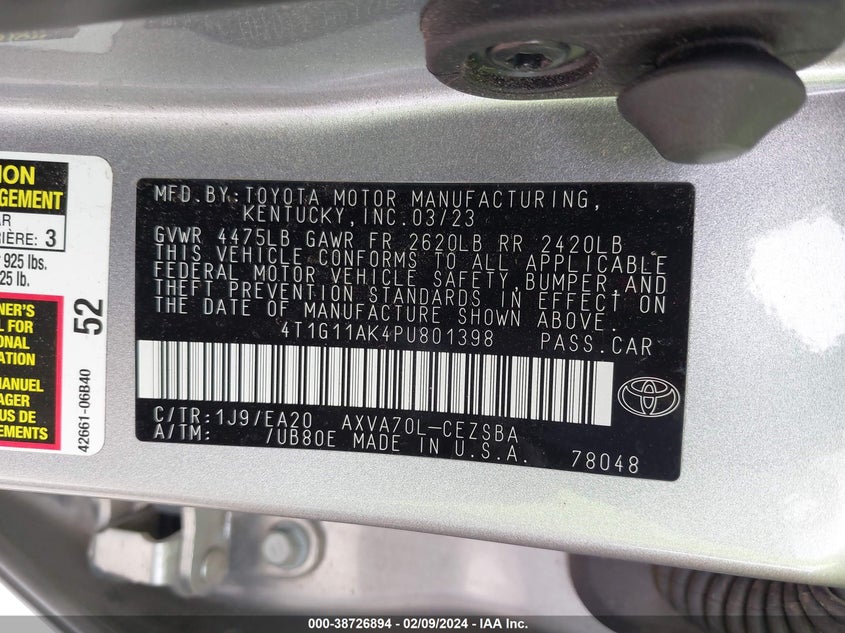 ION
GEMENT
AR
RIÈRE: 3
925 lbs.
25 lb.
NER'S
L FOR
ONAL
ATION
MANUEL
US DE
52
42661-06B40
MFD.BY:TOYOTA MOTOR MANUFACTURING,
KENTUCKY,INC.03/23
GVWR 4475LB GAWR FR 2620LB RR 2420LB
THIS VEHICLE CONFORMS TO ALL APPLICABLE
FEDERAL MOTOR VEHICLE SAFETY,BUMPER,AND
THEFT PREVENTION STANDARDS IN EFFECT ON
THE DATE OF MANUFACTURE SHOWN ABOVE.
4T1G11AK4PU801398 PASS.CAR
C/TR:1J9/EA20 AXVA70L-CEZSBA
A/TM: /UB80E MADE IN U.S.A. 78048
000-38726894 - 02/09/2024 - IAA Inc.